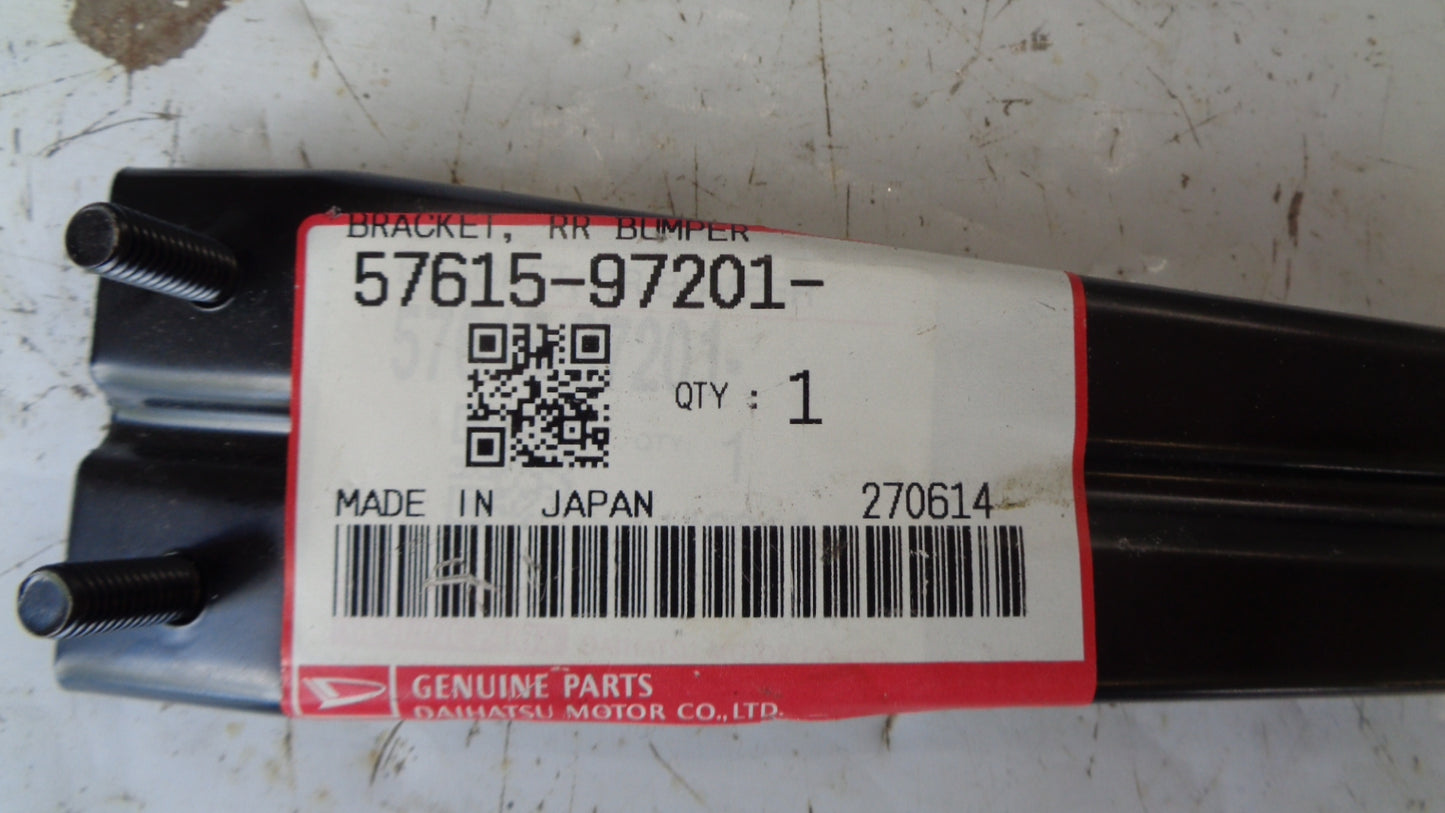 BRACKET, RR BUMPER
57615-97201-
QTY : 1
MADE IN JAPAN 270614
GENUINE PARTS
DAIHATSU MOTOR CO.,LTD.